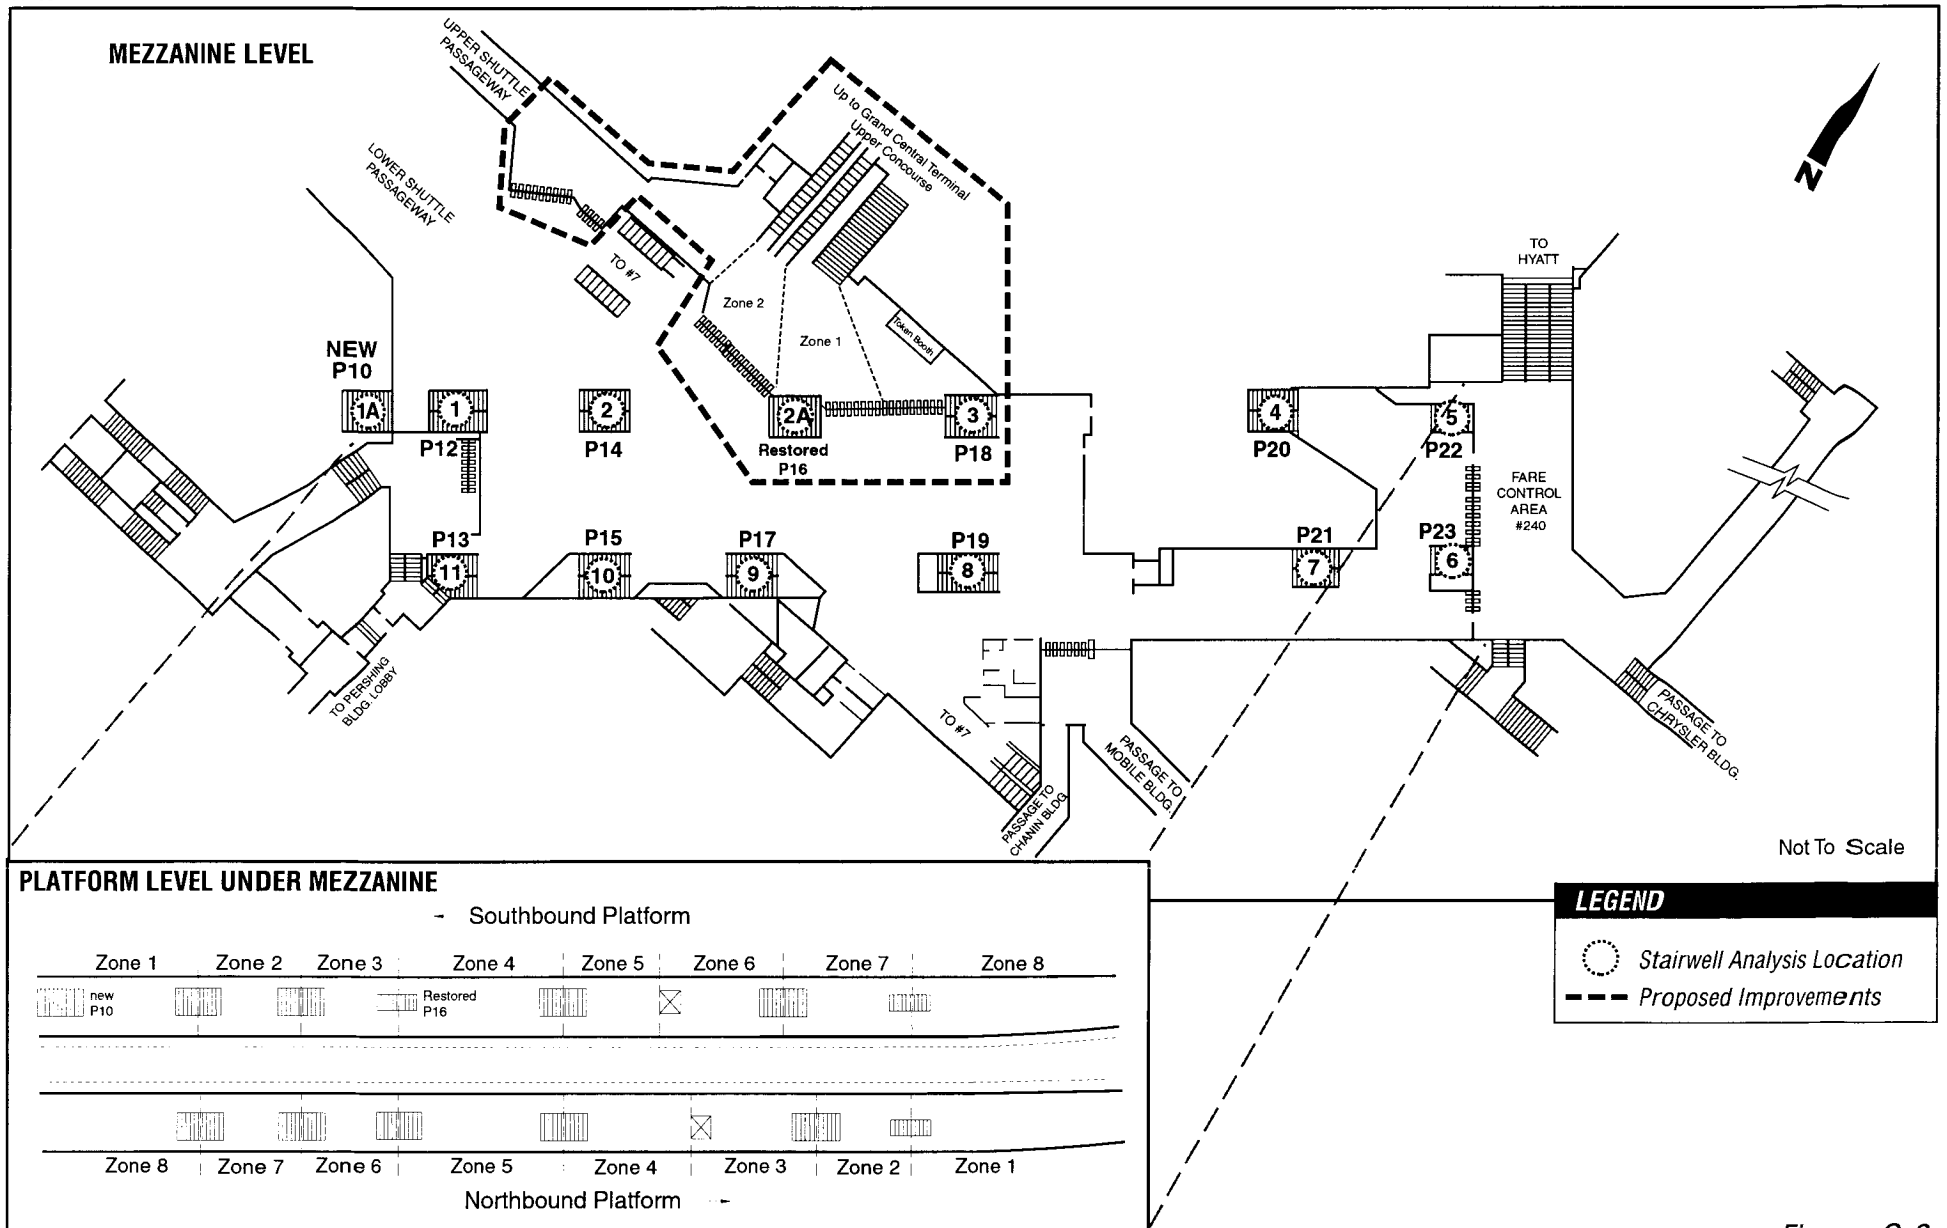 MEZZANINE LEVEL
UPPER SHUTTLE
PASSAGEWAY
LOWER SHUTTLE
PASSAGEWAY
Up to Grand Central Terminal
Upper Concourse
N
TO
HYATT
TO #7
Zone 2
Zone 1
Token Booth
NEW
P10
1A
1
2
2A
3
4
5
P12
P14
Restored
P16
P18
P20
P22
FARE
CONTROL
AREA
#240
P13
P15
P17
P19
P21
P23
11
10
9
8
7
6
TO PERSHING
BLDG. LOBBY
TO #7
PASSAGE TO
CHANIN BLDG.
PASSAGE TO
MOBILE BLDG.
PASSAGE TO
CHRYSLER BLDG.
Not To Scale
PLATFORM LEVEL UNDER MEZZANINE
Southbound Platform
Zone 1 Zone 2 Zone 3 Zone 4 Zone 5 Zone 6 Zone 7 Zone 8
new
P10
Restored
P16
Zone 8 Zone 7 Zone 6 Zone 5 Zone 4 Zone 3 Zone 2 Zone 1
Northbound Platform
LEGEND
Stairwell Analysis Location
Proposed Improvements